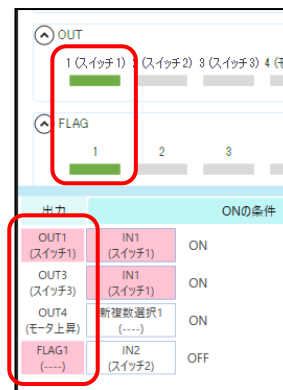 OUT
1 (スイッチ1) 2 (スイッチ2) 3 (スイッチ3) 4 (モ
FLAG
1 2 3
出力 ONの条件
OUT1 IN1 ON
(スイッチ1) (スイッチ1)
OUT3 IN1 ON
(スイッチ3) (スイッチ1)
OUT4 新複数選択1 ON
(モータ上昇) (----)
FLAG1 IN2 OFF
(----) (スイッチ2)